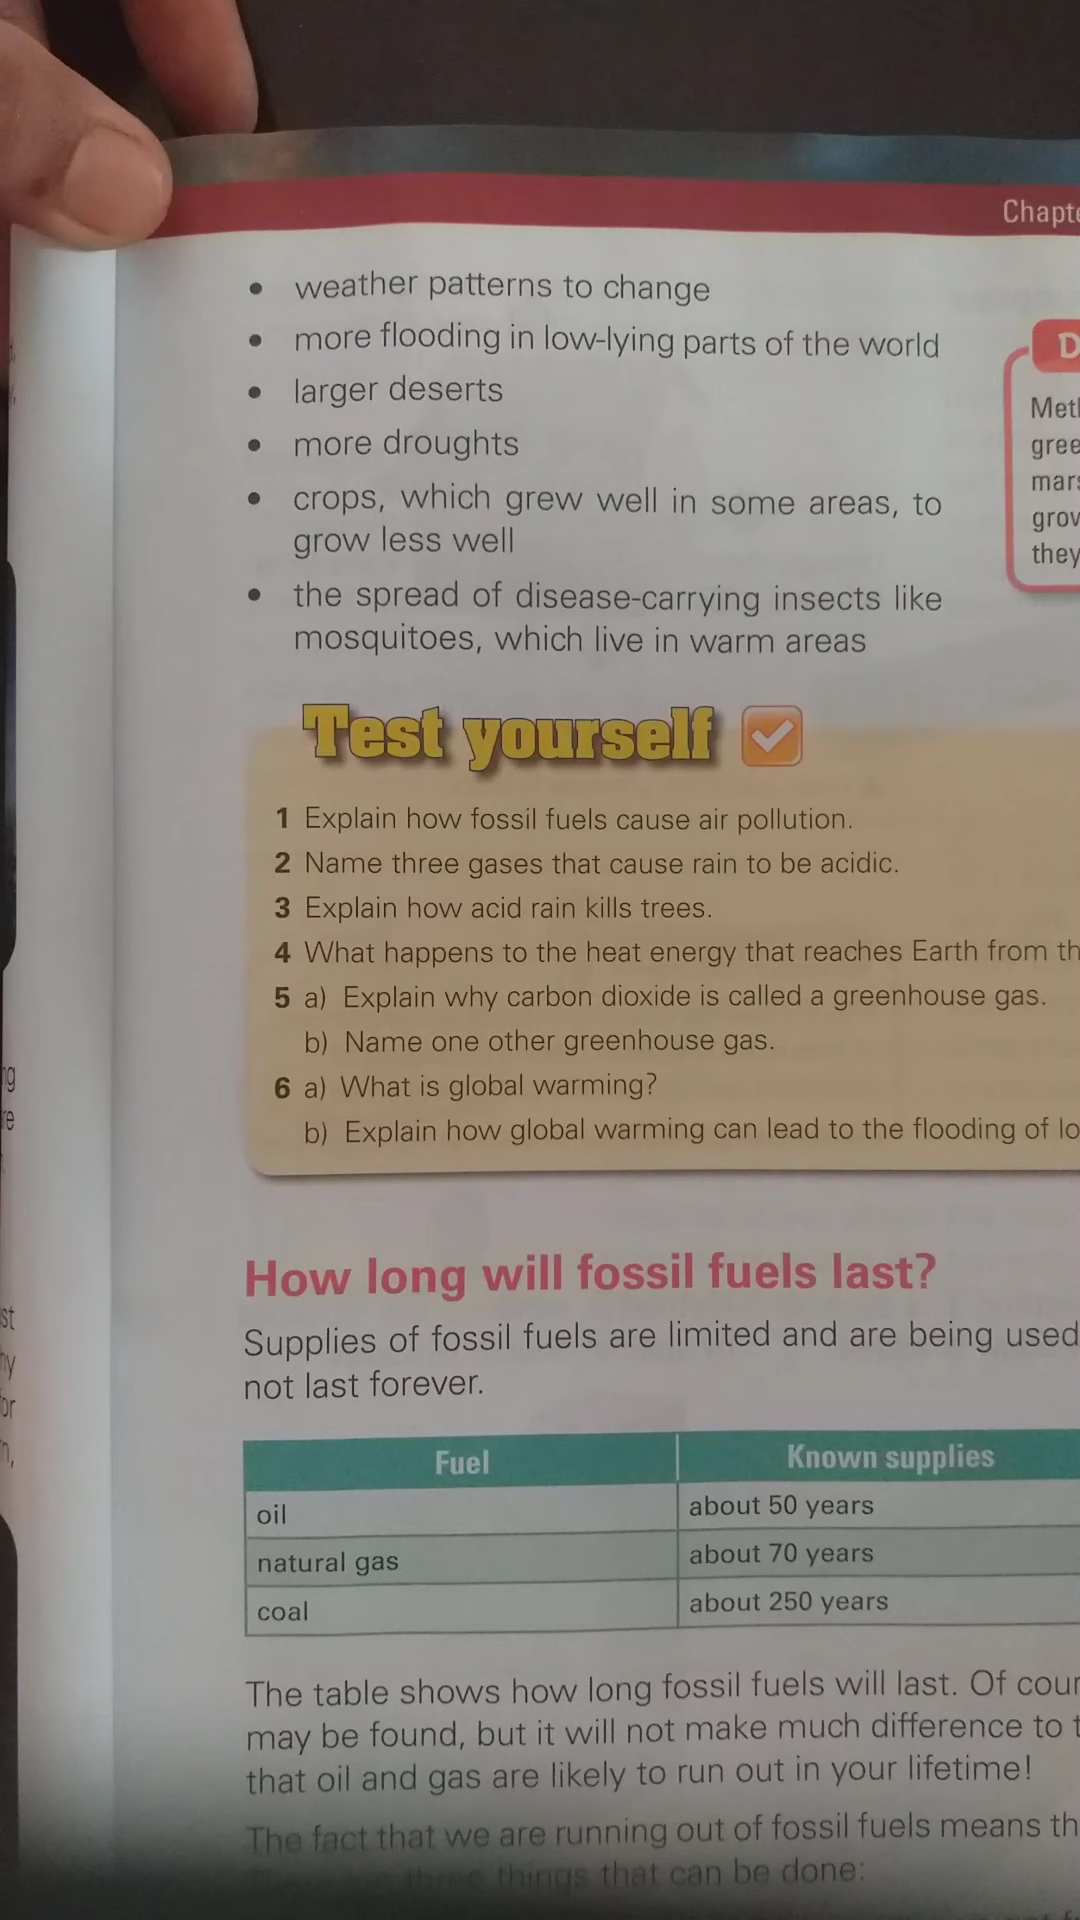 Chapte
• weather patterns to change
• more flooding in low-lying parts of the world
• larger deserts
• more droughts
• crops, which grew well in some areas, to
grow less well
• the spread of disease-carrying insects like
mosquitoes, which live in warm areas
D
Meth
gree
mars
grow
they
Test yourself
1 Explain how fossil fuels cause air pollution.
2 Name three gases that cause rain to be acidic.
3 Explain how acid rain kills trees.
4 What happens to the heat energy that reaches Earth from th
5 a) Explain why carbon dioxide is called a greenhouse gas.
b) Name one other greenhouse gas.
6 a) What is global warming?
b) Explain how global warming can lead to the flooding of lo
How long will fossil fuels last?
Supplies of fossil fuels are limited and are being used
not last forever.
Fuel Known supplies
oil about 50 years
natural gas about 70 years
coal about 250 years
The table shows how long fossil fuels will last. Of cour
may be found, but it will not make much difference to t
that oil and gas are likely to run out in your lifetime!
The fact that we are running out of fossil fuels means th
three things that can be done: